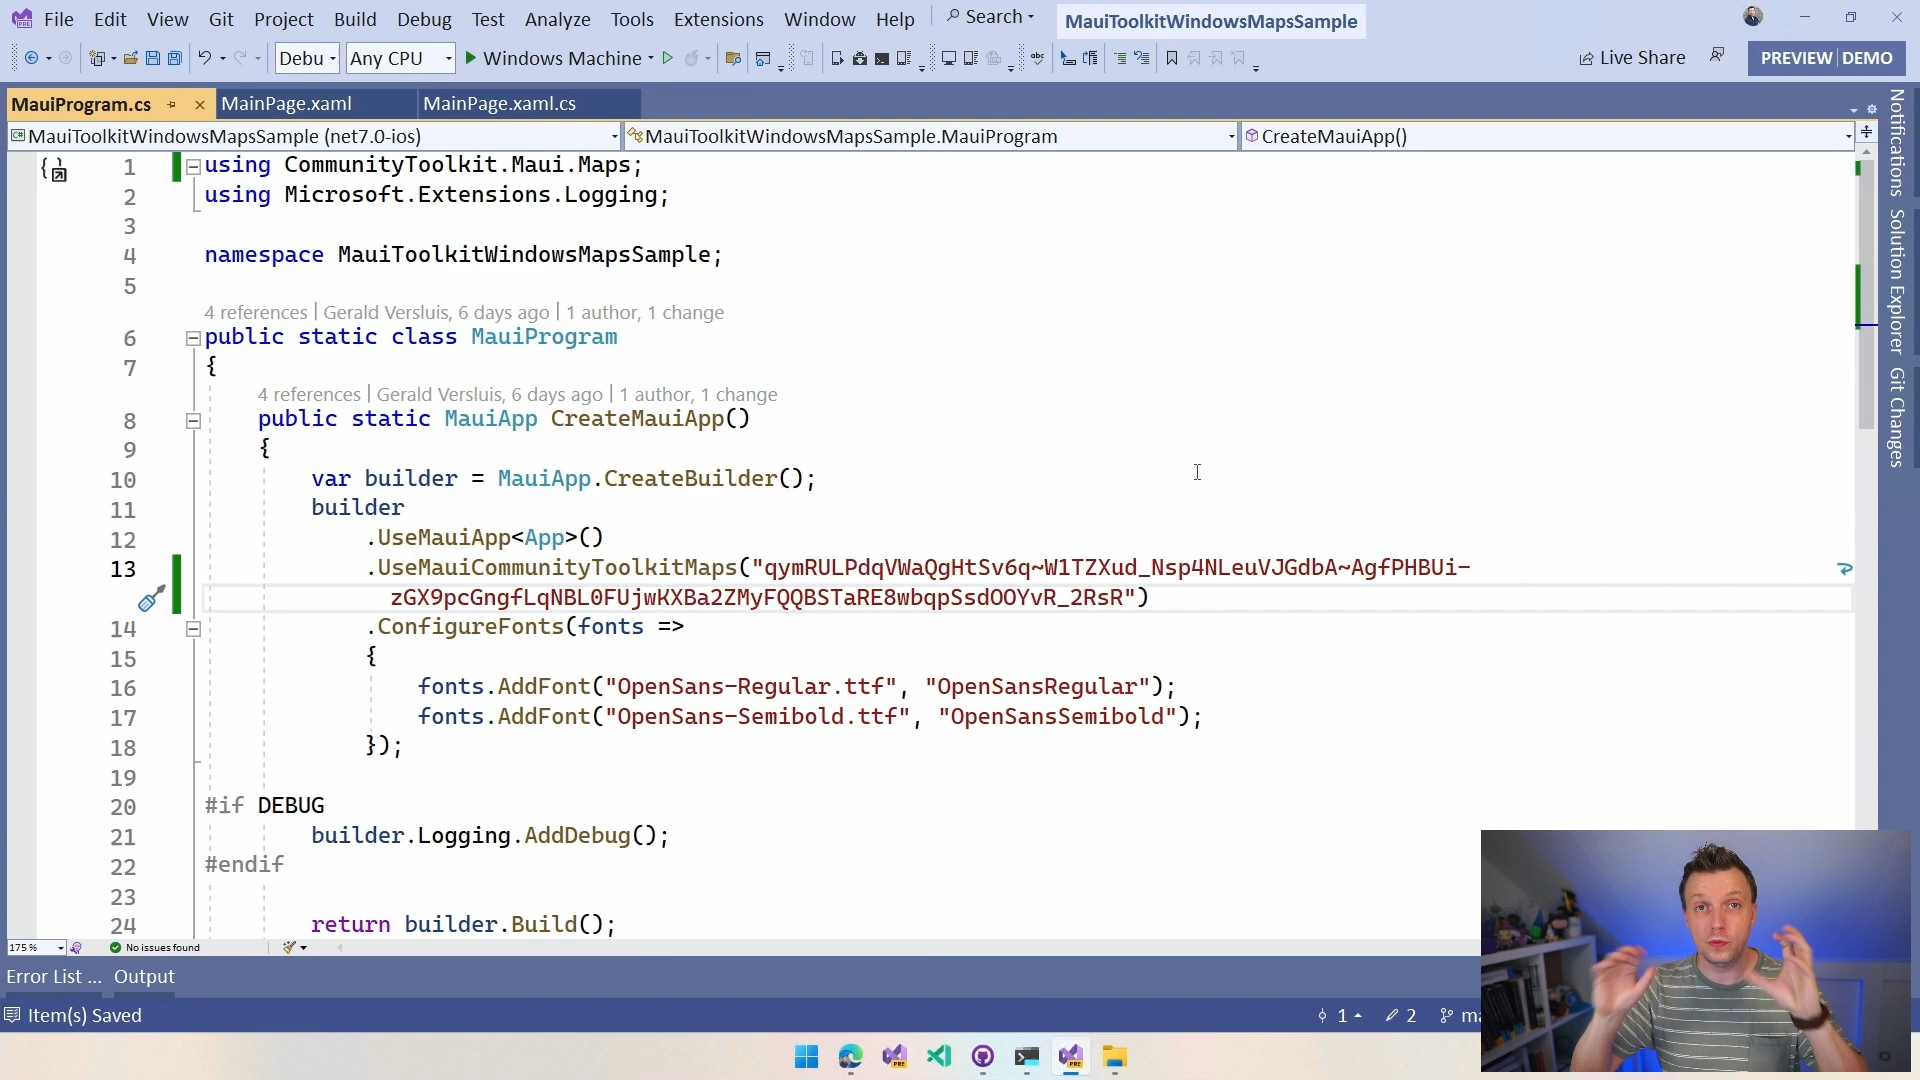 File Edit View Git Project Build Debug Test Analyze Tools Extensions Window Help Search MauiToolkitWindowsMapsSample
Debu Any CPU Windows Machine Live Share PREVIEW DEMO
MauiProgram.cs MainPage.xaml MainPage.xaml.cs
MauiToolkitWindowsMapsSample (net7.0-ios) MauiToolkitWindowsMapsSample.MauiProgram CreateMauiApp()
1 using CommunityToolkit.Maui.Maps;
2 using Microsoft.Extensions.Logging;
3
4 namespace MauiToolkitWindowsMapsSample;
5
4 references | Gerald Versluis, 6 days ago | 1 author, 1 change
6 public static class MauiProgram
7 {
4 references | Gerald Versluis, 6 days ago | 1 author, 1 change
8 public static MauiApp CreateMauiApp()
9 {
10 var builder = MauiApp.CreateBuilder();
11 builder
12 .UseMauiApp<App>()
13 .UseMauiCommunityToolkitMaps("qymRULPdqVWaQgHtSv6q~W1TZXud_Nsp4NLeuVJGdbA~AgfPHBUi-
zGX9pcGngfLqNBL0FUjwKXBa2ZMyFQQBSTaRE8wbqpSsdOOYvR_2RsR")
14 .ConfigureFonts(fonts =>
15 {
16 fonts.AddFont("OpenSans-Regular.ttf", "OpenSansRegular");
17 fonts.AddFont("OpenSans-Semibold.ttf", "OpenSansSemibold");
18 });
19
20 #if DEBUG
21 builder.Logging.AddDebug();
22 #endif
23
24 return builder.Build();
175 % No issues found
Error List ... Output
Item(s) Saved 1 2 ma
Notifications
Solution Explorer
Git Changes